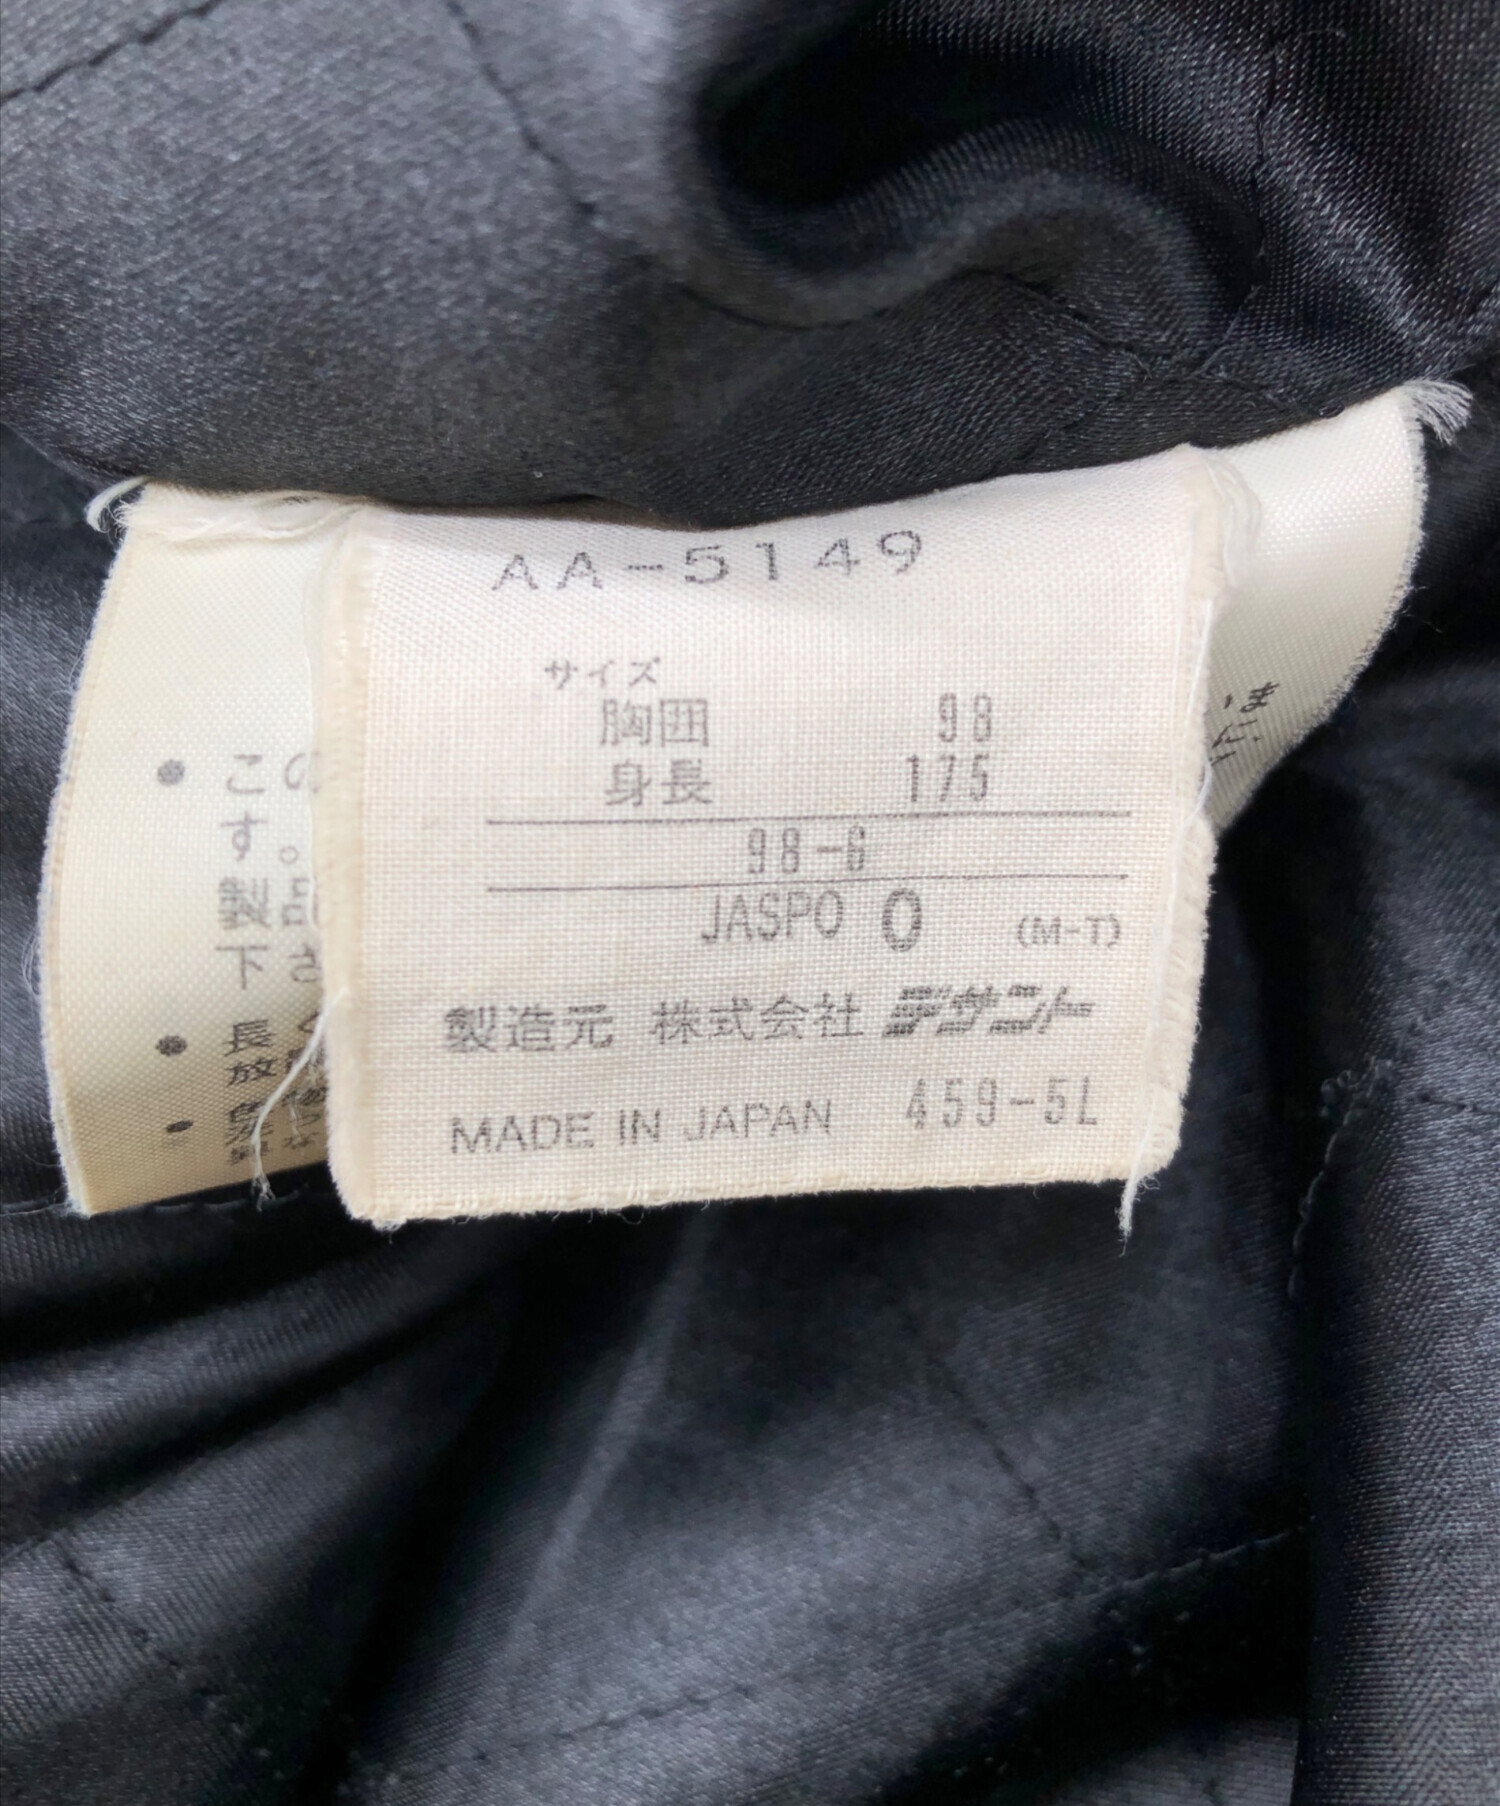 AA-5149
サイズ
胸囲 98
身長 175
98-6
JASPO O (M-T)
製造元 株式会社 デサント
MADE IN JAPAN 459-5L
● この
す。
製品
下さ
● 長く
放
●
ま